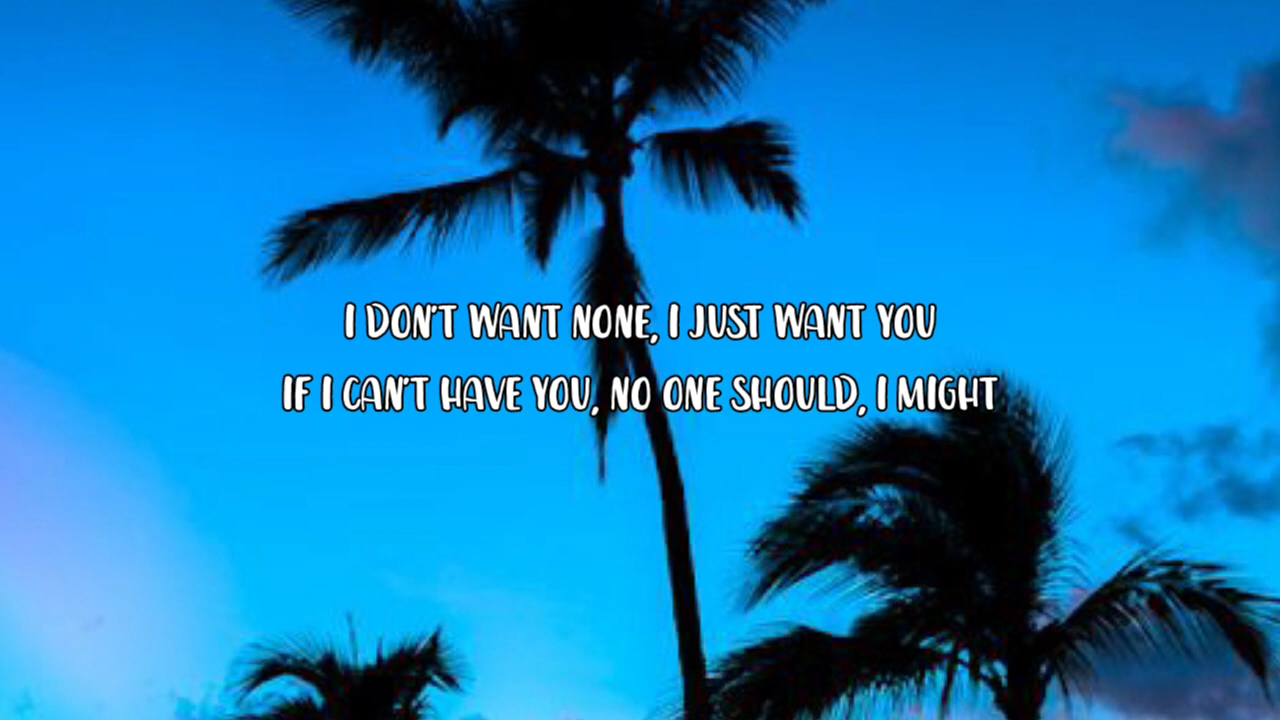 I DON'T WANT NONE, I JUST WANT YOU
IF I CAN'T HAVE YOU, NO ONE SHOULD, I MIGHT